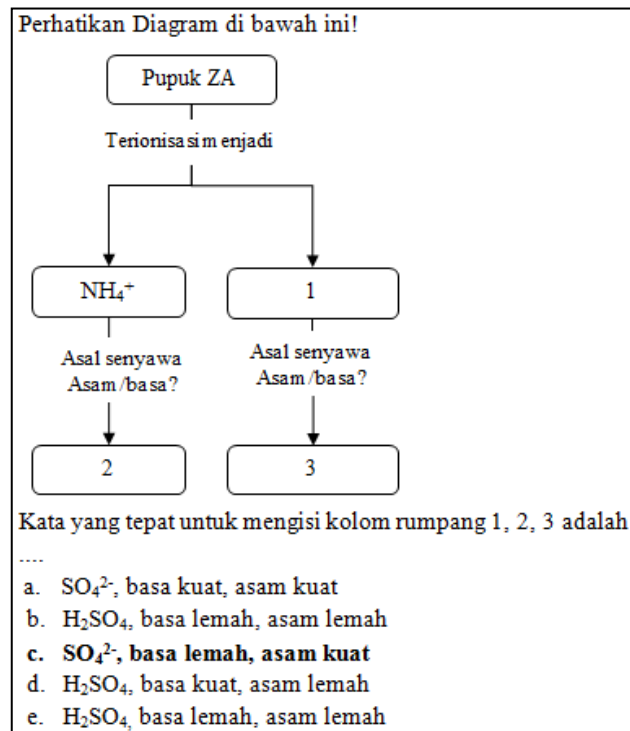 Perhatikan Diagram di bawah ini!
Pupuk ZA
Terionisasi menjadi
NH₄⁺
1
Asal senyawa
Asam/basa?
Asal senyawa
Asam/basa?
2
3
Kata yang tepat untuk mengisi kolom rumpang 1, 2, 3 adalah
....
a. SO₄²⁻, basa kuat, asam kuat
b. H₂SO₄, basa lemah, asam lemah
c. SO₄²⁻, basa lemah, asam kuat
d. H₂SO₄, basa kuat, asam lemah
e. H₂SO₄, basa lemah, asam lemah